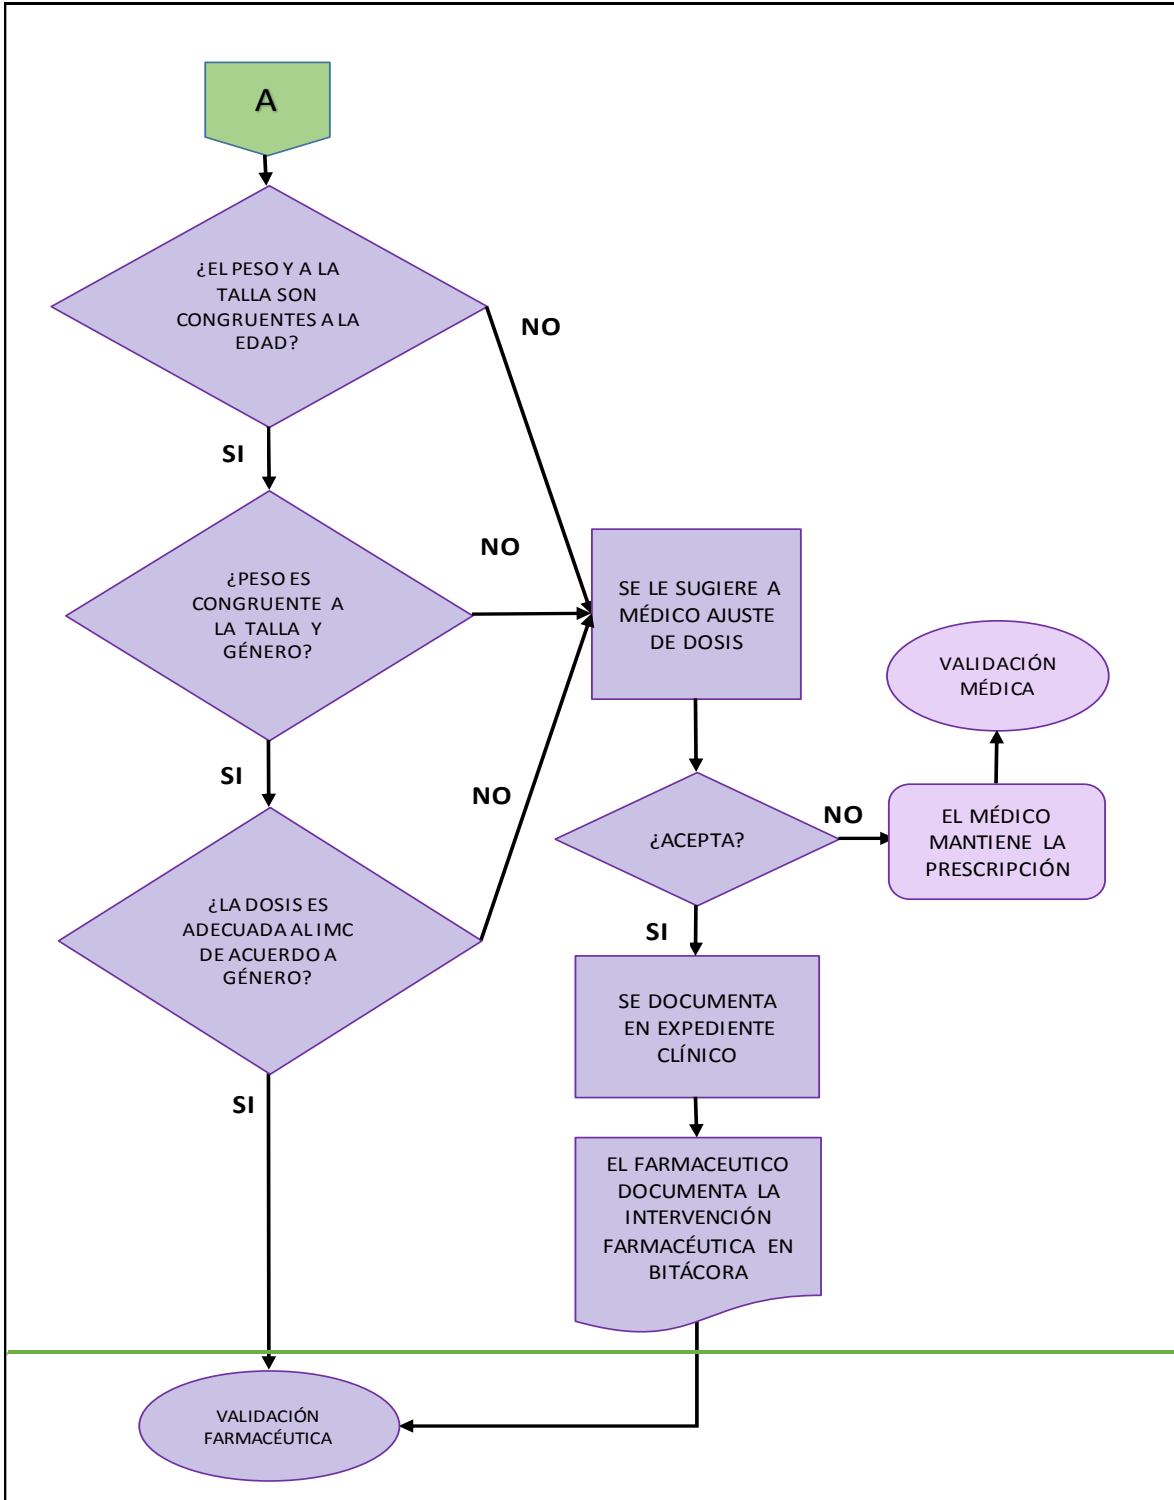 A
¿EL PESO Y A LA
TALLA SON
CONGRUENTES A LA
EDAD?
NO
SI
¿PESO ES
CONGRUENTE A
LA TALLA Y
GÉNERO?
NO
SI
¿LA DOSIS ES
ADECUADA AL IMC
DE ACUERDO A
GÉNERO?
NO
SI
SE LE SUGIERE A
MÉDICO AJUSTE
DE DOSIS
¿ACEPTA?
NO
EL MÉDICO
MANTIENE LA
PRESCRIPCIÓN
VALIDACIÓN
MÉDICA
SI
SE DOCUMENTA
EN EXPEDIENTE
CLÍNICO
EL FARMACEUTICO
DOCUMENTA LA
INTERVENCIÓN
FARMACÉUTICA EN
BITÁCORA
VALIDACIÓN
FARMACÉUTICA